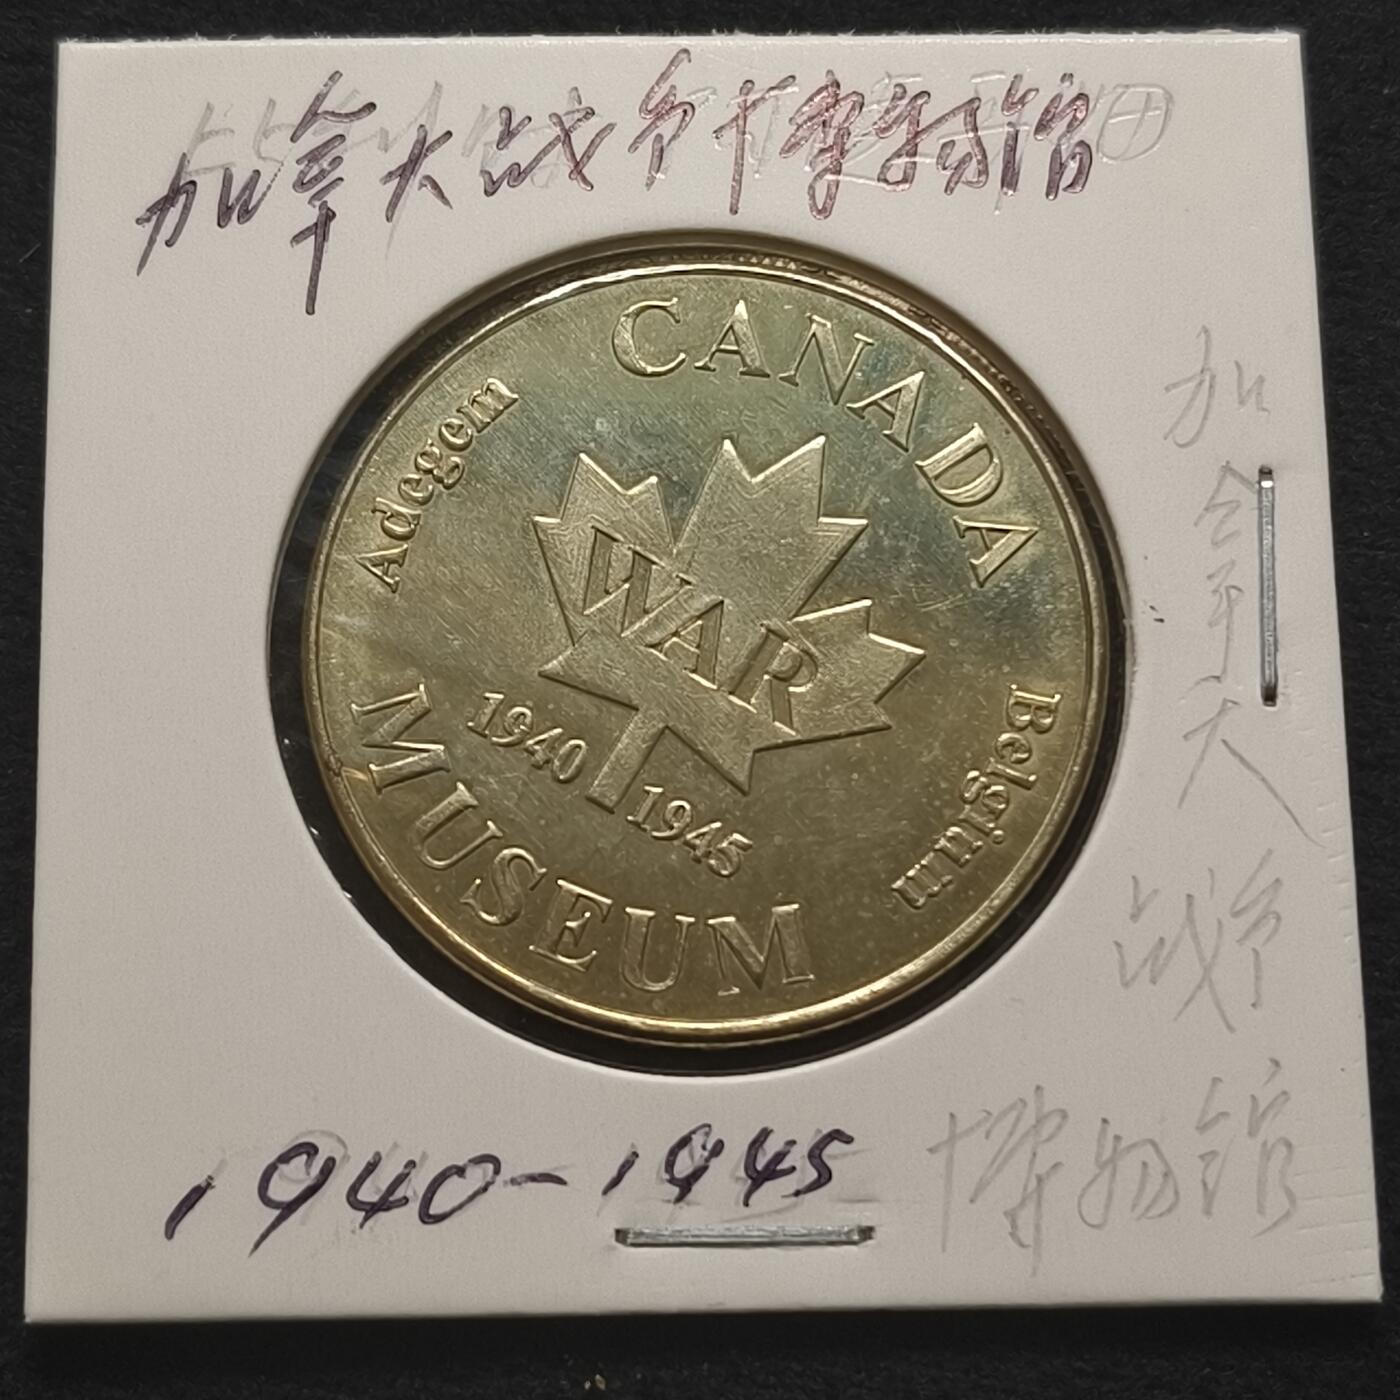 加拿大战争博物馆
CANADA
Adegem
WAR
1940
1945
Belgium
MUSEUM
1940-1945
加拿大战争
博物馆